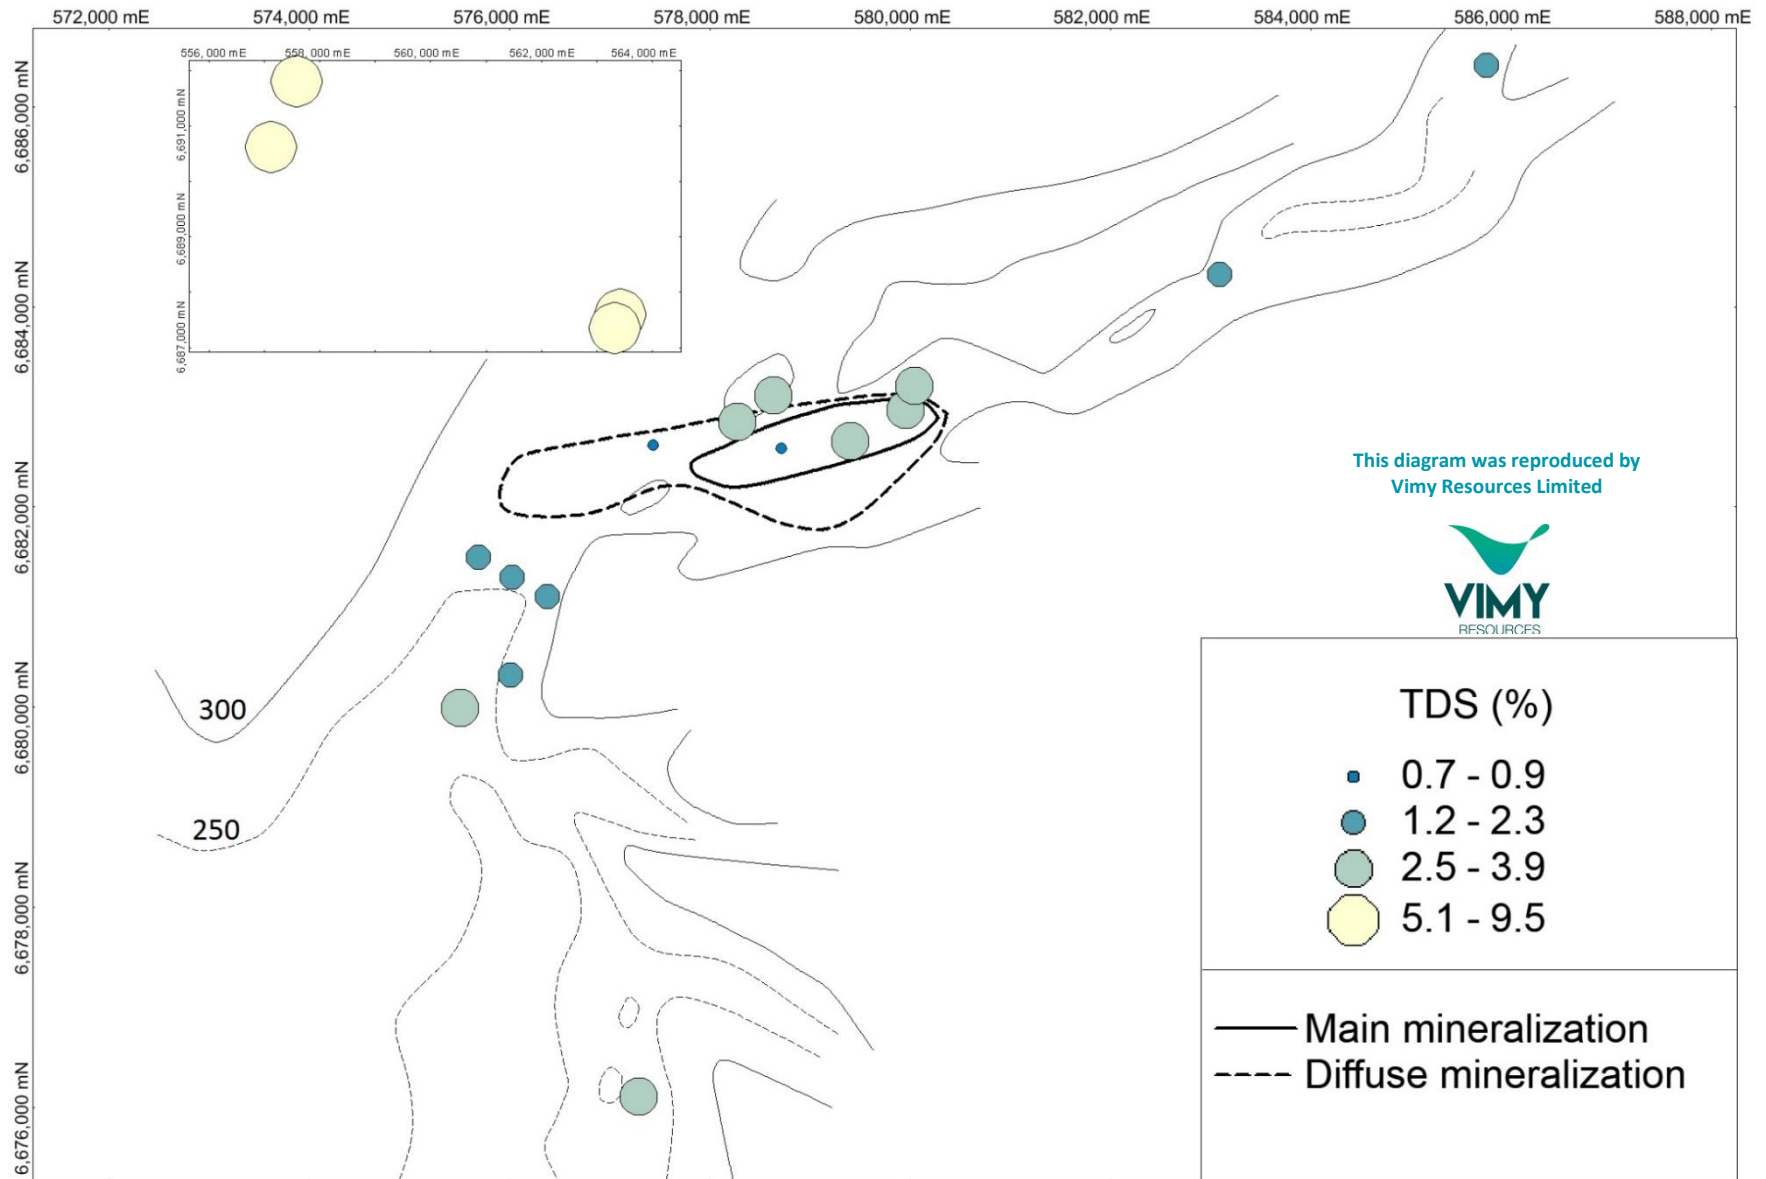 572,000 mE 574,000 mE 576,000 mE 578,000 mE 580,000 mE 582,000 mE 584,000 mE 586,000 mE 588,000 mE
556,000 mE 558,000 mE 560,000 mE 562,000 mE 564,000 mE
6,686,000 mN
6,684,000 mN
6,682,000 mN
6,680,000 mN
6,678,000 mN
6,676,000 mN
6,691,000 mN
6,689,000 mN
6,687,000 mN
300
250
This diagram was reproduced by
Vimy Resources Limited
VIMY
RESOURCES
TDS (%)
0.7 - 0.9
1.2 - 2.3
2.5 - 3.9
5.1 - 9.5
Main mineralization
Diffuse mineralization